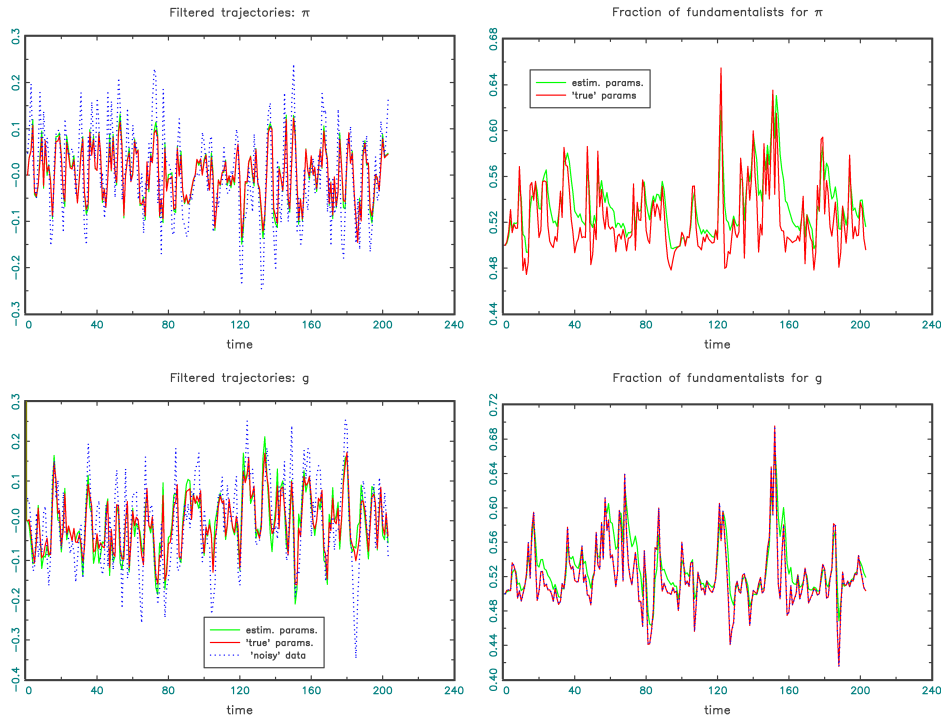 Filtered trajectories: π
0.3
0.2
0.1
-0.0
-0.1
-0.2
-0.3
0 40 80 120 160 200 240
time
Fraction of fundamentalists for π
0.68
0.64
0.60
0.56
0.52
0.48
0.44
estim. params.
'true' params
0 40 80 120 160 200 240
time
Filtered trajectories: g
0.3
0.2
0.1
-0.0
-0.1
-0.2
-0.3
-0.4
estim. params.
'true' params.
'noisy' data
0 40 80 120 160 200 240
time
Fraction of fundamentalists for g
0.72
0.68
0.64
0.60
0.56
0.52
0.48
0.44
0.40
0 40 80 120 160 200 240
time